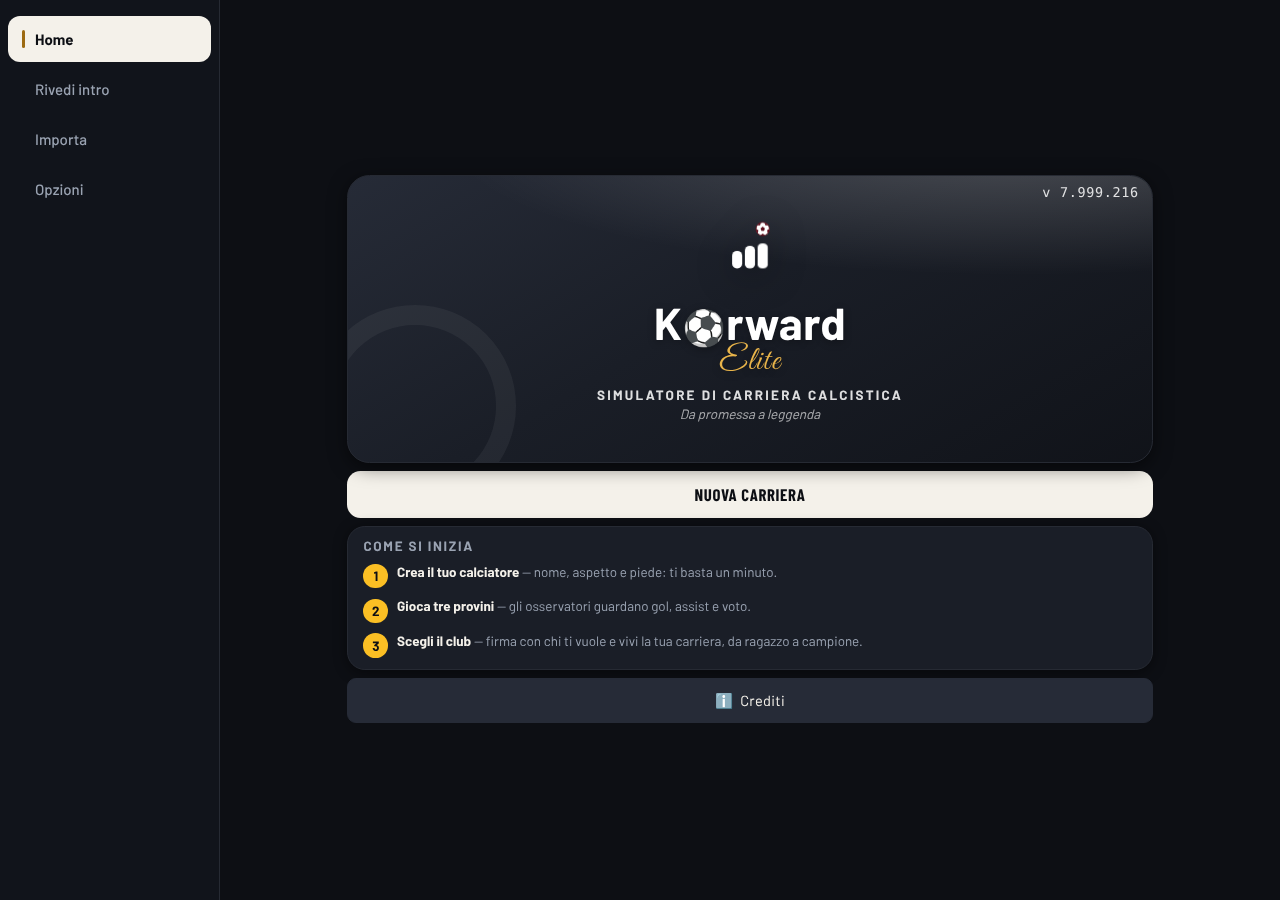 Home
Rivedi intro
Importa
Opzioni
v 7.999.216
K⚽rward
Elite
SIMULATORE DI CARRIERA CALCISTICA
Da promessa a leggenda
NUOVA CARRIERA
COME SI INIZIA
1 Crea il tuo calciatore — nome, aspetto e piede: ti basta un minuto.
2 Gioca tre provini — gli osservatori guardano gol, assist e voto.
3 Scegli il club — firma con chi ti vuole e vivi la tua carriera, da ragazzo a campione.
ℹ️ Crediti